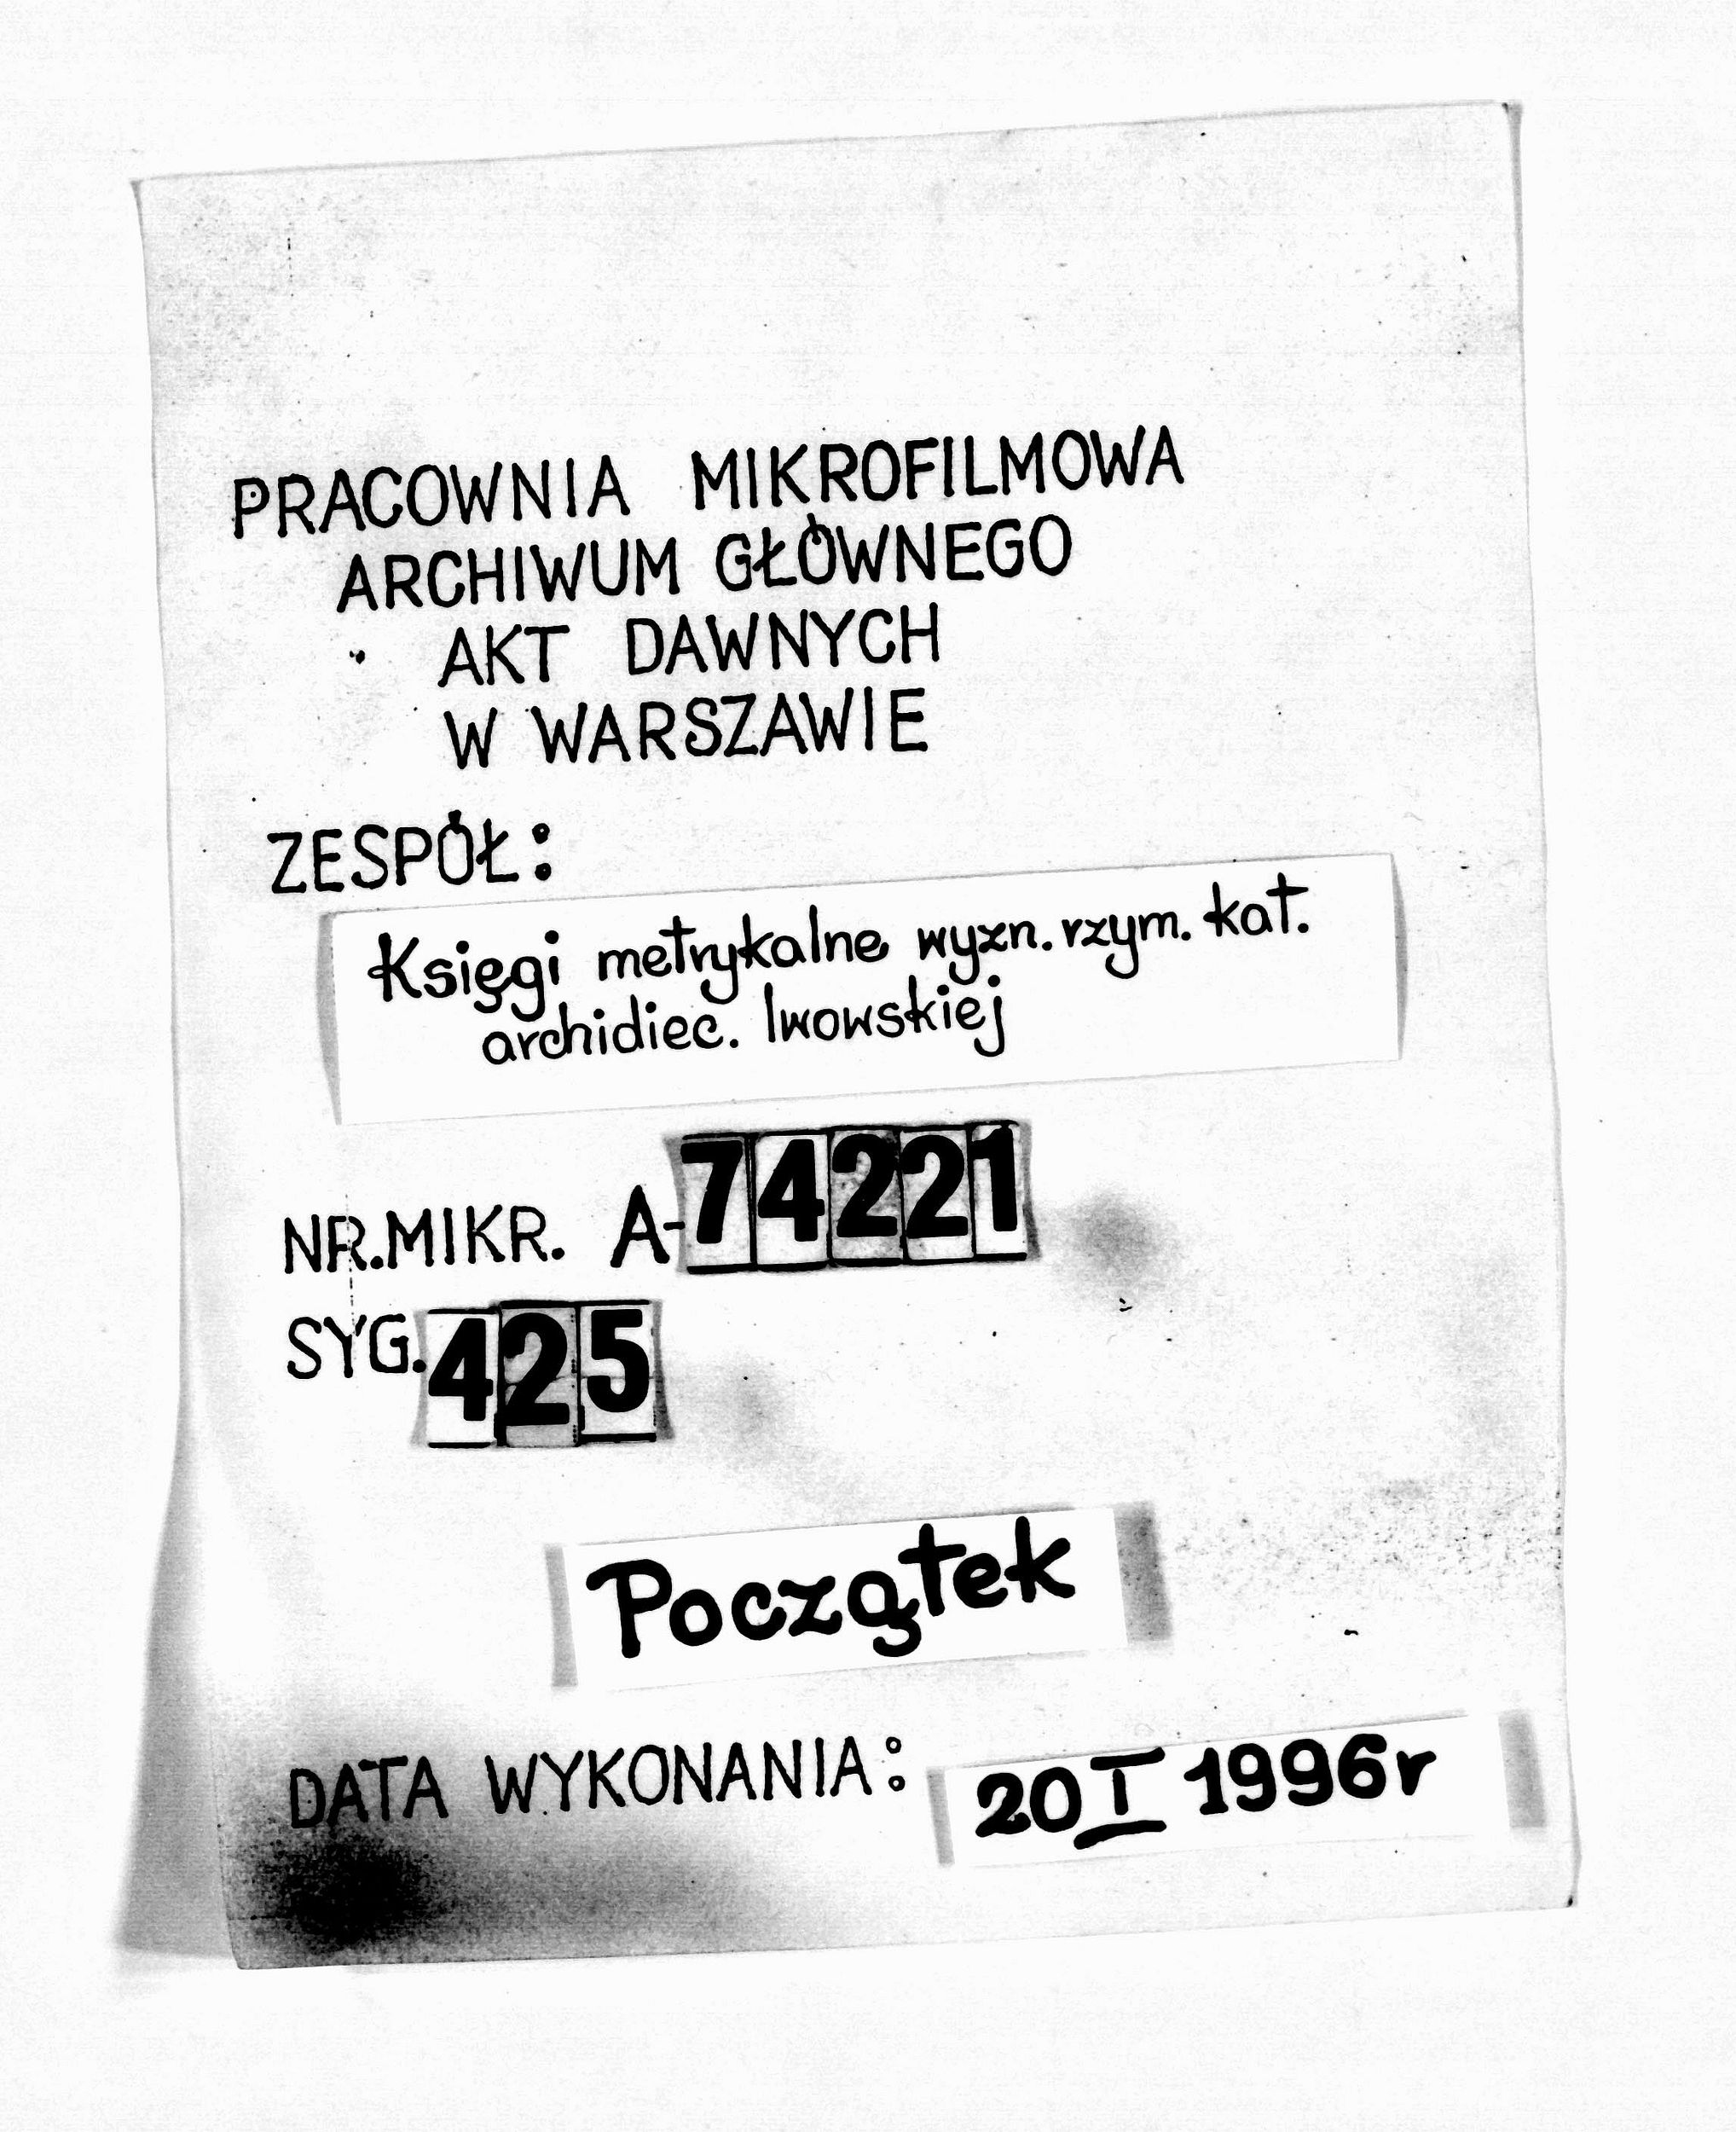 PRACOWNIA MIKROFILMOWA
ARCHIWUM GŁÓWNEGO
AKT DAWNYCH
W WARSZAWIE
ZESPÓŁ:
Księgi metrykalne wyzn. rzym. kat.
archidiec. lwowskiej
NR. MIKR. A-74221
SYG. 425
Początek
DATA WYKONANIA: 20 I 1996r